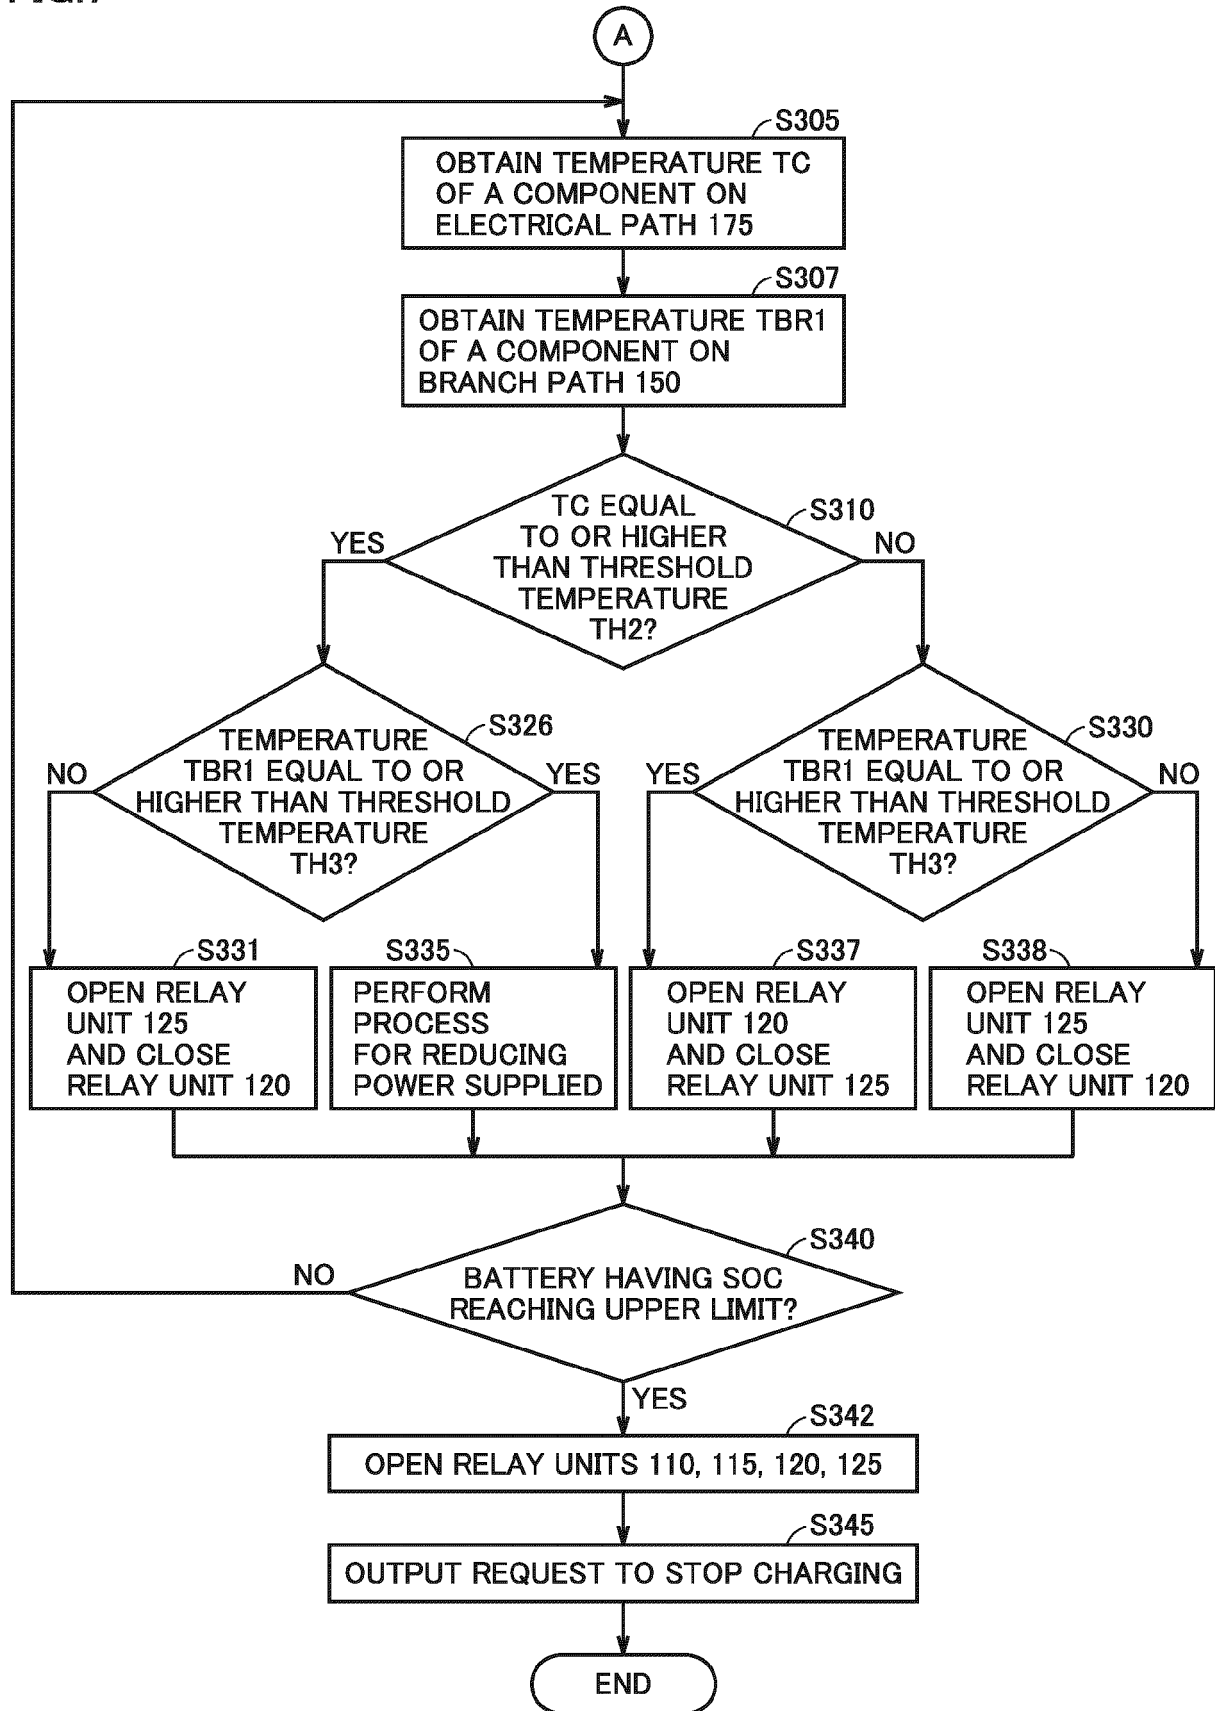 A
S305
OBTAIN TEMPERATURE TC
OF A COMPONENT ON
ELECTRICAL PATH 175
S307
OBTAIN TEMPERATURE TBR1
OF A COMPONENT ON
BRANCH PATH 150
S310
TC EQUAL
TO OR HIGHER
THAN THRESHOLD
TEMPERATURE
TH2?
YES
NO
S326
TEMPERATURE
TBR1 EQUAL TO OR
HIGHER THAN THRESHOLD
TEMPERATURE
TH3?
NO
YES
S330
TEMPERATURE
TBR1 EQUAL TO OR
HIGHER THAN THRESHOLD
TEMPERATURE
TH3?
YES
NO
S331
OPEN RELAY
UNIT 125
AND CLOSE
RELAY UNIT 120
S335
PERFORM
PROCESS
FOR REDUCING
POWER SUPPLIED
S337
OPEN RELAY
UNIT 120
AND CLOSE
RELAY UNIT 125
S338
OPEN RELAY
UNIT 125
AND CLOSE
RELAY UNIT 120
S340
BATTERY HAVING SOC
REACHING UPPER LIMIT?
NO
YES
S342
OPEN RELAY UNITS 110, 115, 120, 125
S345
OUTPUT REQUEST TO STOP CHARGING
END